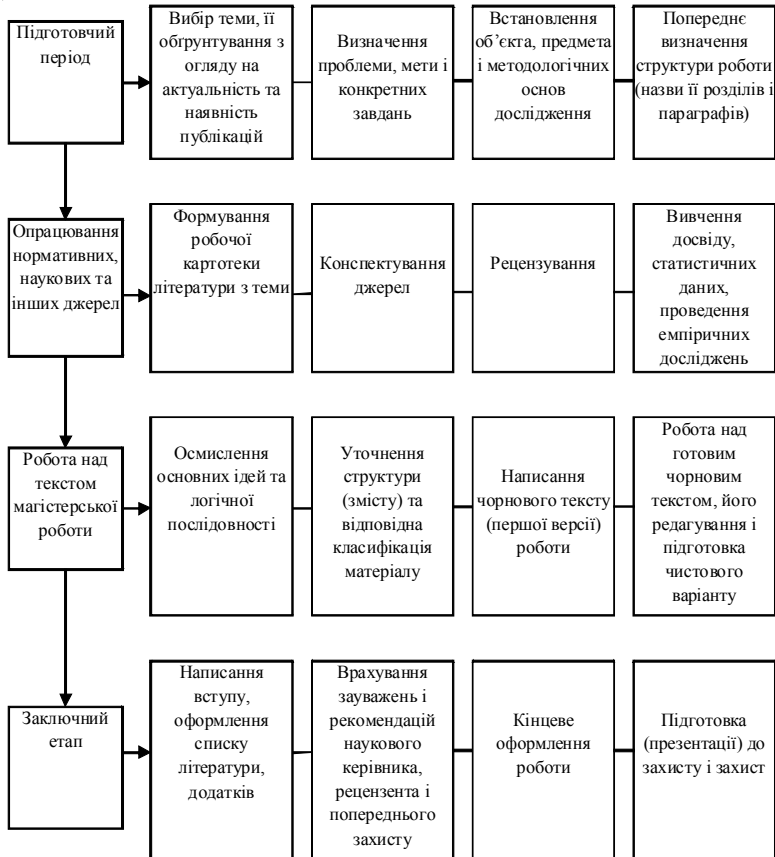 Підготовчий
період
Вибір теми, її
обґрунтування з
огляду на
актуальність та
наявність
публікацій
Визначення
проблеми, мети і
конкретних
завдань
Встановлення
об’єкта, предмета
і методологічних
основ
дослідження
Попереднє
визначення
структури роботи
(назви її розділів і
параграфів)
Опрацювання
нормативних,
наукових та
інших джерел
Формування
робочої
картотеки
літератури з теми
Конспектування
джерел
Рецензування
Вивчення
досвіду,
статистичних
даних,
проведення
емпіричних
досліджень
Робота над
текстом
магістерської
роботи
Осмислення
основних ідей та
логічної
послідовності
Уточнення
структури
(змісту) та
відповідна
класифікація
матеріалу
Написання
чорнового тексту
(першої версії)
роботи
Робота над
готовим
чорновим
текстом, його
редагування і
підготовка
чистового
варіанту
Заключний
етап
Написання
вступу,
оформлення
списку
літератури,
додатків
Врахування
зауважень і
рекомендацій
наукового
керівника,
рецензента і
попереднього
захисту
Кінцеве
оформлення
роботи
Підготовка
(презентації) до
захисту і захист